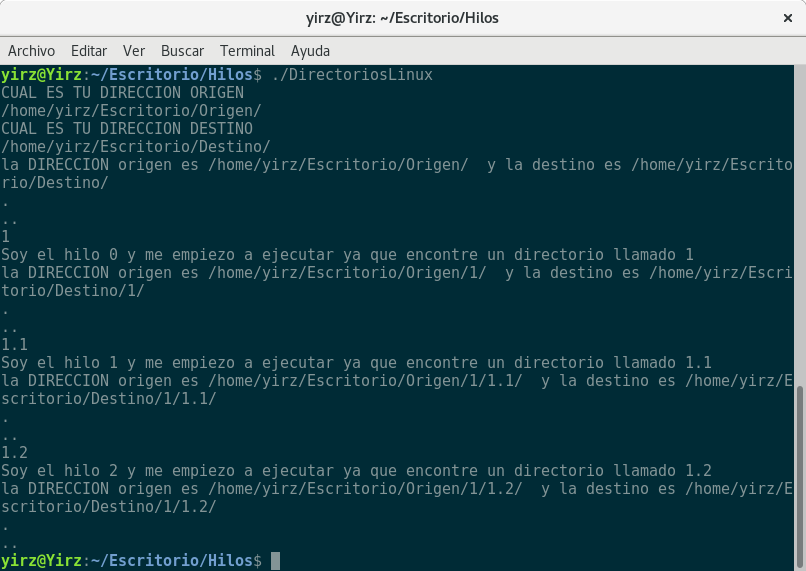 yirz@Yirz: ~/Escritorio/Hilos
Archivo Editar Ver Buscar Terminal Ayuda
yirz@Yirz:~/Escritorio/Hilos$ ./DirectoriosLinux
CUAL ES TU DIRECCION ORIGEN
/home/yirz/Escritorio/Origen/
CUAL ES TU DIRECCION DESTINO
/home/yirz/Escritorio/Destino/
la DIRECCION origen es /home/yirz/Escritorio/Origen/  y la destino es /home/yirz/Escrito
rio/Destino/
.
..
1
Soy el hilo 0 y me empiezo a ejecutar ya que encontre un directorio llamado 1
la DIRECCION origen es /home/yirz/Escritorio/Origen/1/  y la destino es /home/yirz/Escri
torio/Destino/1/
.
..
1.1
Soy el hilo 1 y me empiezo a ejecutar ya que encontre un directorio llamado 1.1
la DIRECCION origen es /home/yirz/Escritorio/Origen/1/1.1/  y la destino es /home/yirz/E
scritorio/Destino/1/1.1/
.
..
1.2
Soy el hilo 2 y me empiezo a ejecutar ya que encontre un directorio llamado 1.2
la DIRECCION origen es /home/yirz/Escritorio/Origen/1/1.2/  y la destino es /home/yirz/E
scritorio/Destino/1/1.2/
.
..
yirz@Yirz:~/Escritorio/Hilos$